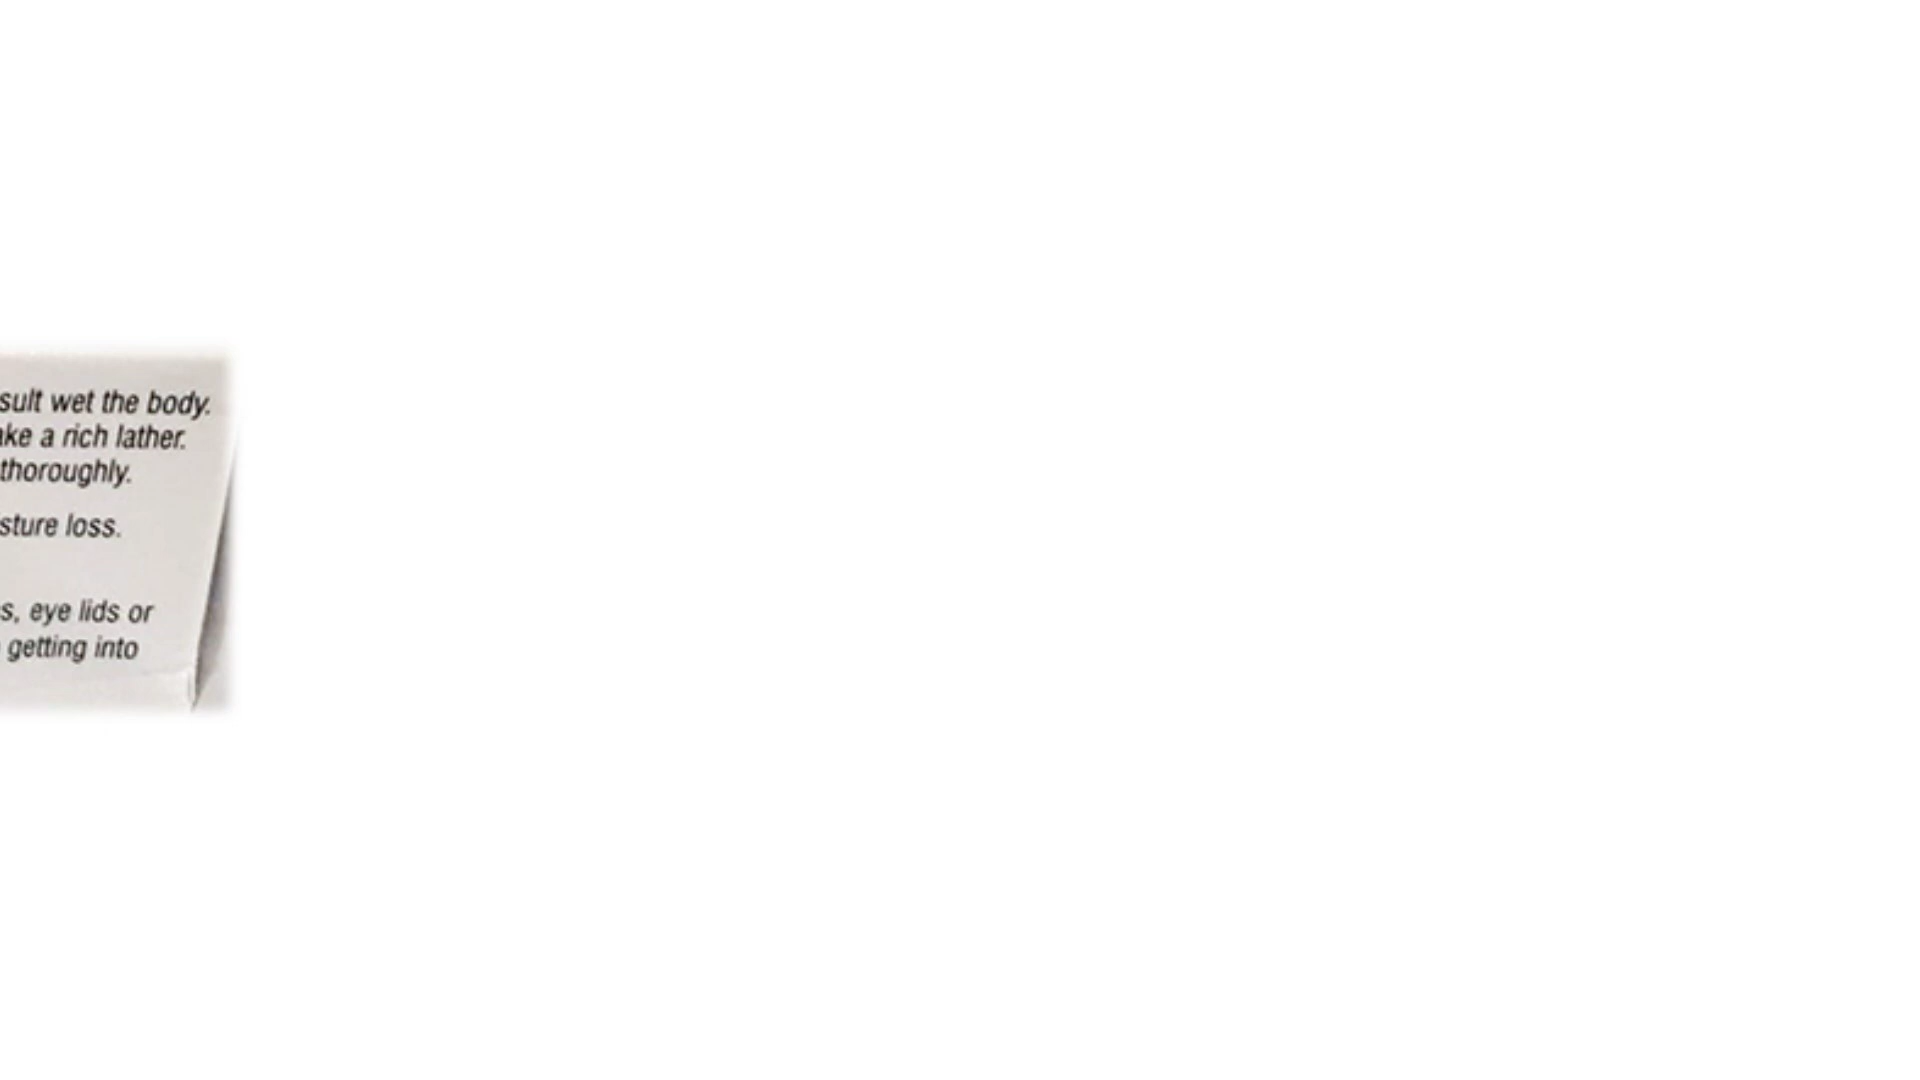 sult wet the body.
ake a rich lather.
thoroughly.
sture loss.
s, eye lids or
getting into